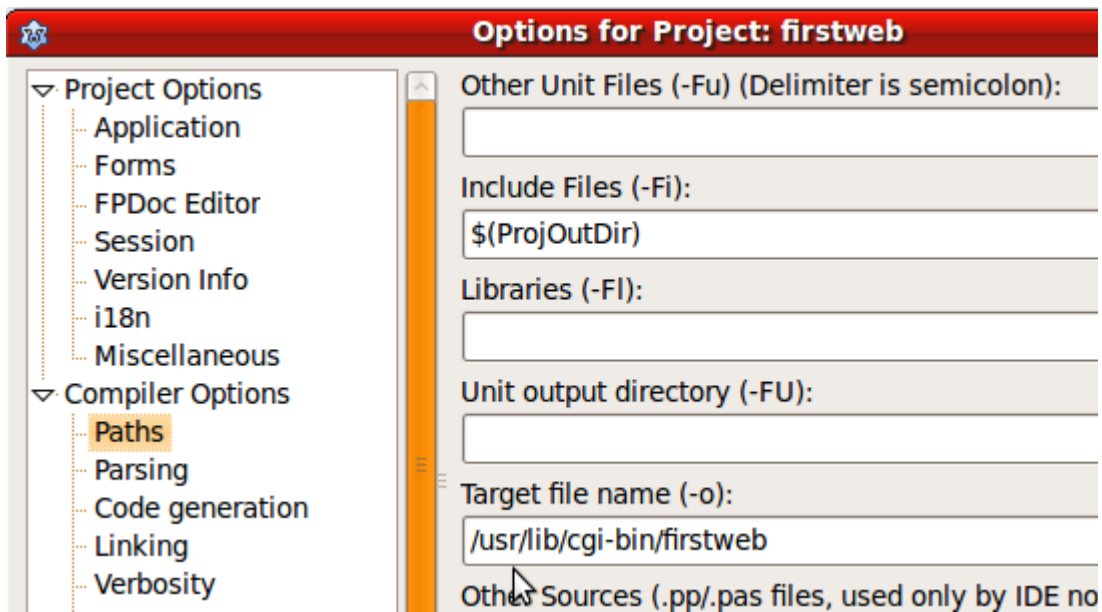 Options for Project: firstweb
Project Options
Application
Forms
FPDoc Editor
Session
Version Info
i18n
Miscellaneous
Compiler Options
Paths
Parsing
Code generation
Linking
Verbosity
Other Unit Files (-Fu) (Delimiter is semicolon):
Include Files (-Fi):
$(ProjOutDir)
Libraries (-Fl):
Unit output directory (-FU):
Target file name (-o):
/usr/lib/cgi-bin/firstweb
Other Sources (.pp/.pas files, used only by IDE no